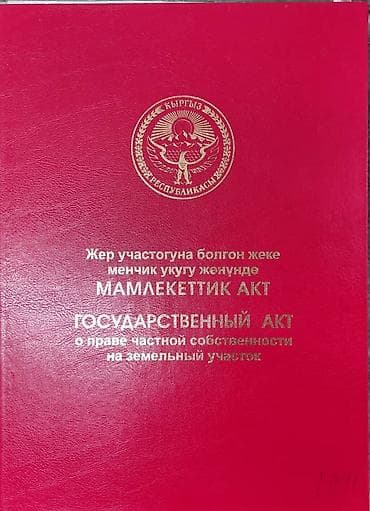 КЫРГЫЗ
РЕСПУБЛИКАСЫ
Жер участогуна болгон жеке
менчик укугу жөнүндө
МАМЛЕКЕТТИК АКТ
ГОСУДАРСТВЕННЫЙ АКТ
о праве частной собственности
на земельный участок